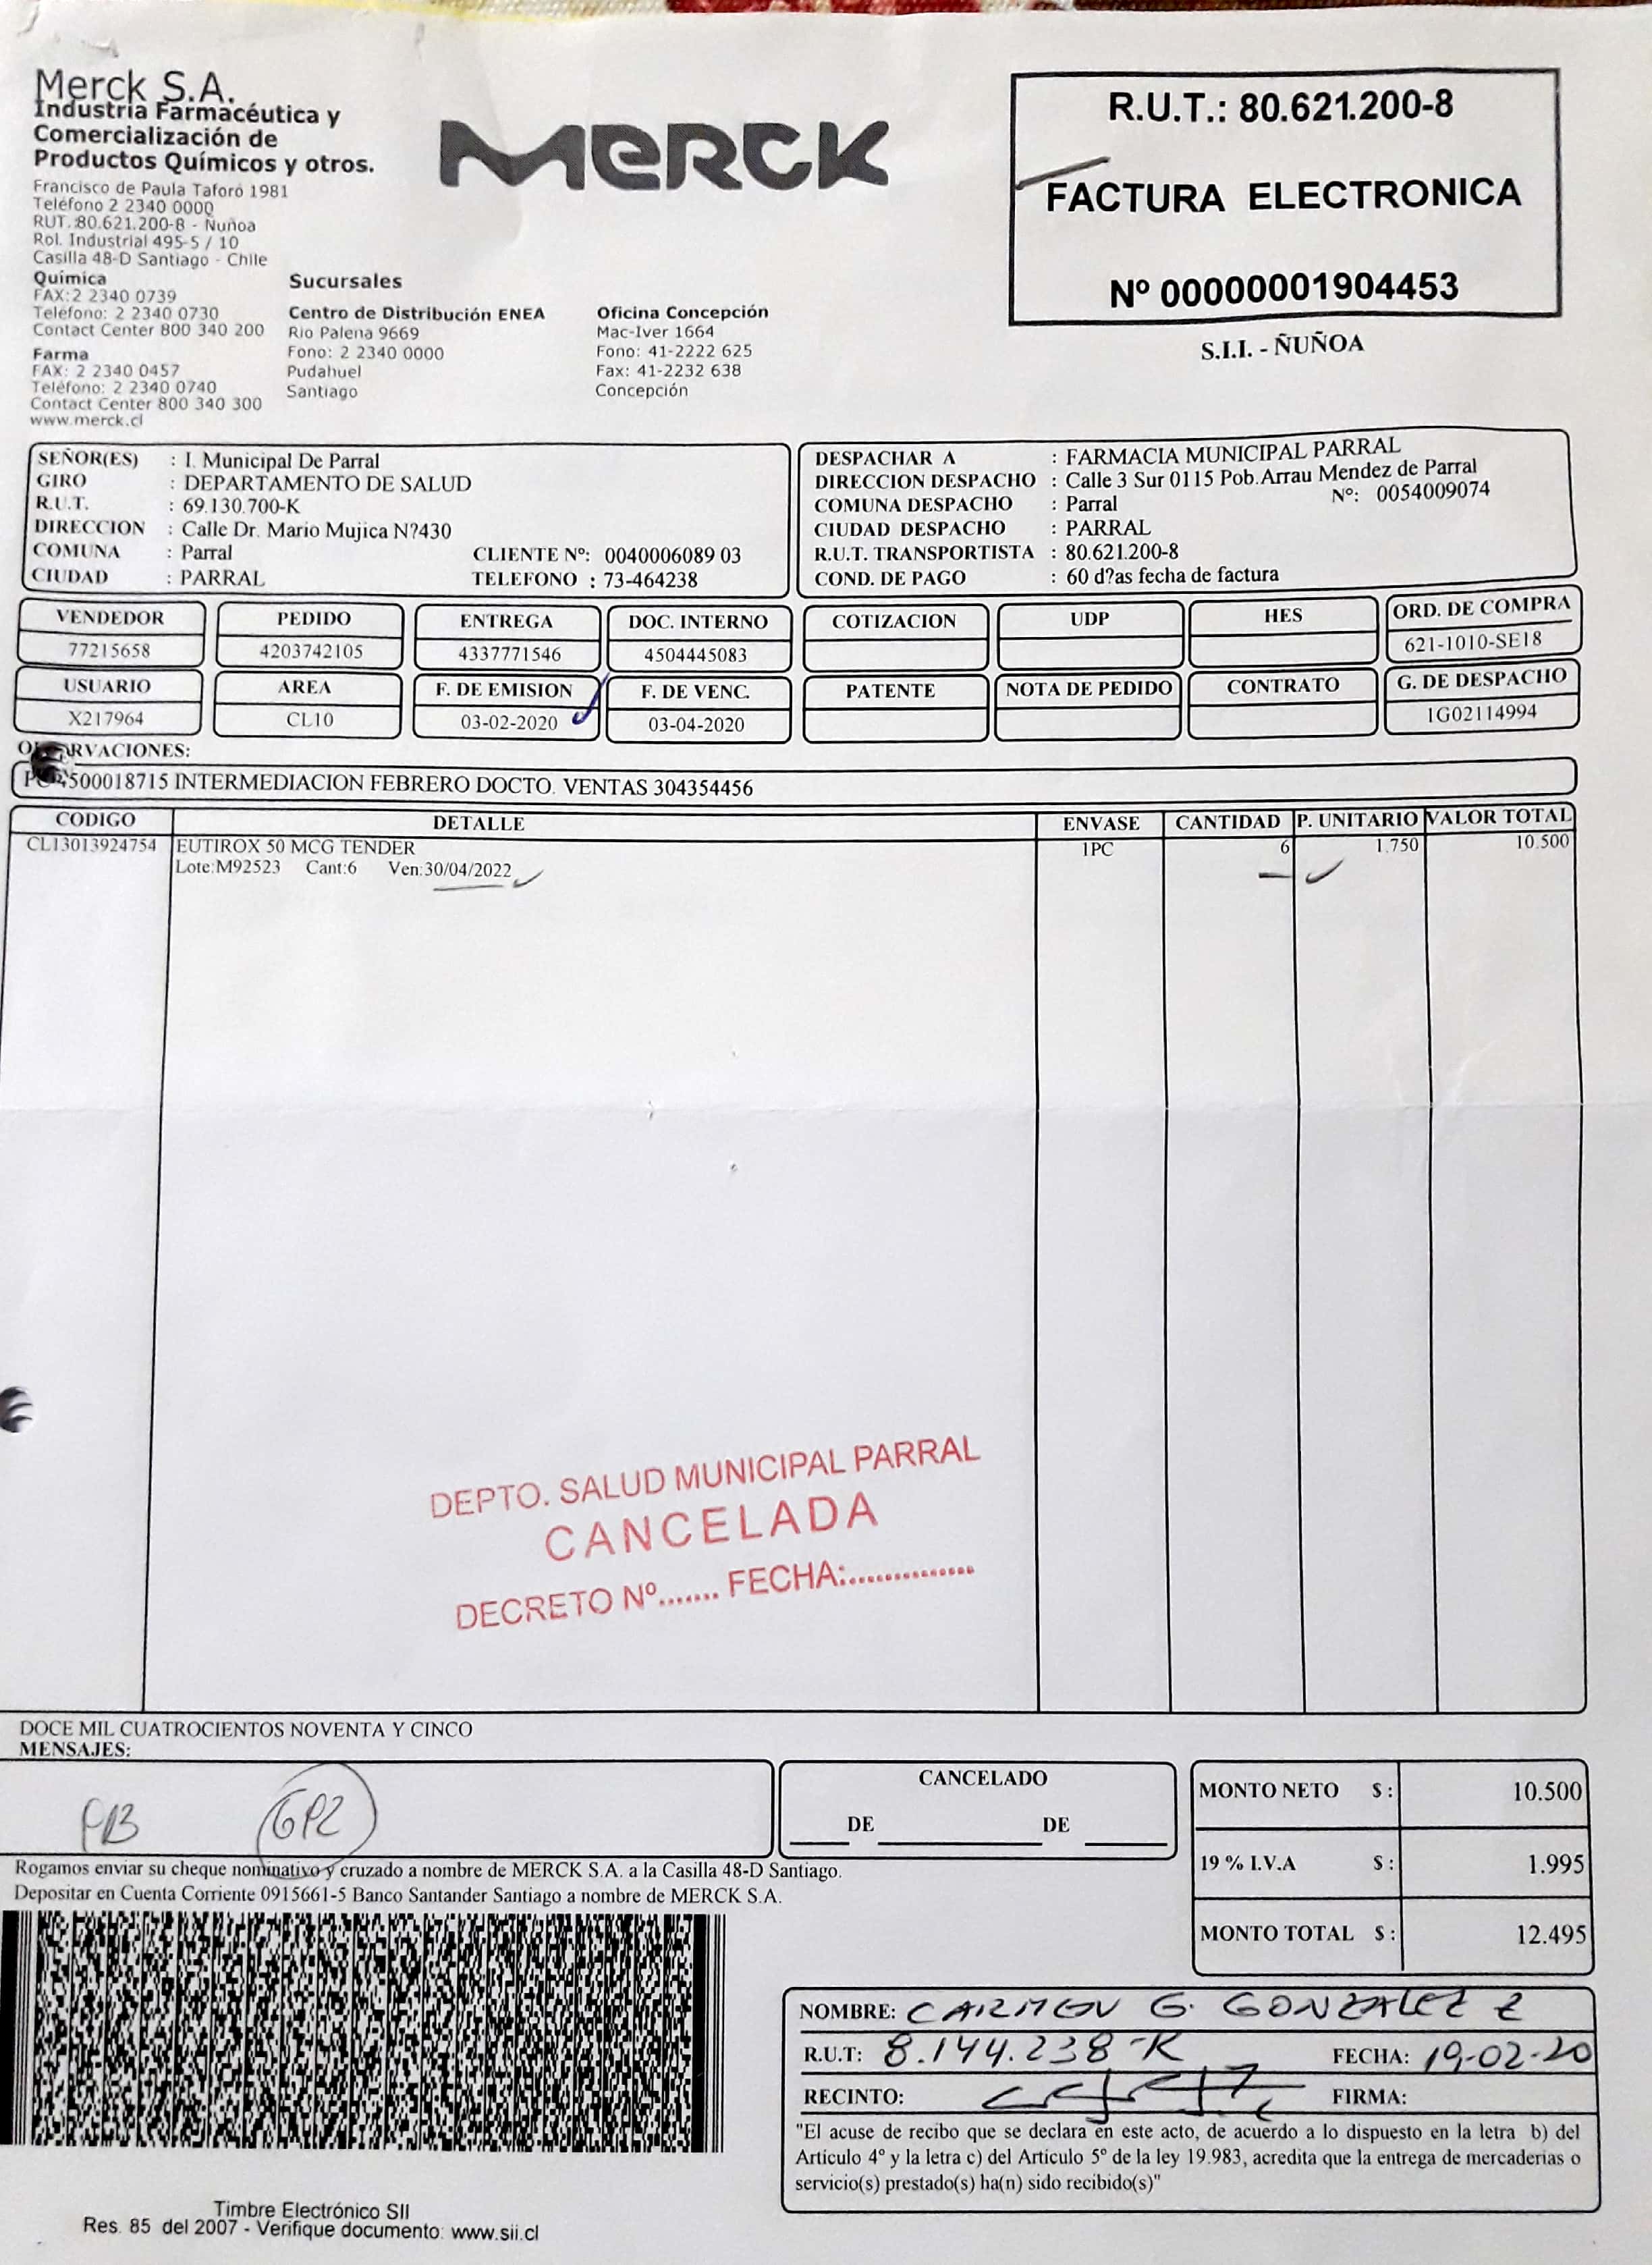 Merck S.A.
Industria Farmacéutica y
Comercialización de
Productos Químicos y otros.
Francisco de Paula Taforó 1981
Teléfono 2 2340 0000
RUT.:80.621.200-8 - Ñuñoa
Rol. Industrial 495-5 / 10
Casilla 48-D Santiago - Chile
Química
FAX:2 2340 0739
Teléfono: 2 2340 0730
Contact Center 800 340 200
Farma
FAX: 2 2340 0457
Teléfono: 2 2340 0740
Contact Center 800 340 300
www.merck.cl
Sucursales
Centro de Distribución ENEA
Rio Palena 9669
Fono: 2 2340 0000
Pudahuel
Santiago
Oficina Concepción
Mac-Iver 1664
Fono: 41-2222 625
Fax: 41-2232 638
Concepción
MERCK
R.U.T.: 80.621.200-8
FACTURA ELECTRONICA
Nº 00000001904453
S.I.I. - ÑUÑOA
SEÑOR(ES) : I. Municipal De Parral
GIRO : DEPARTAMENTO DE SALUD
R.U.T. : 69.130.700-K
DIRECCION : Calle Dr. Mario Mujica N?430
COMUNA : Parral CLIENTE Nº: 0040006089 03
CIUDAD : PARRAL TELEFONO : 73-464238
DESPACHAR A : FARMACIA MUNICIPAL PARRAL
DIRECCION DESPACHO : Calle 3 Sur 0115 Pob.Arrau Mendez de Parral
COMUNA DESPACHO : Parral Nº: 0054009074
CIUDAD DESPACHO : PARRAL
R.U.T. TRANSPORTISTA : 80.621.200-8
COND. DE PAGO : 60 d?as fecha de factura
VENDEDOR PEDIDO ENTREGA DOC. INTERNO COTIZACION UDP HES ORD. DE COMPRA
77215658 4203742105 4337771546 4504445083 621-1010-SE18
USUARIO AREA F. DE EMISION F. DE VENC. PATENTE NOTA DE PEDIDO CONTRATO G. DE DESPACHO
X217964 CL10 03-02-2020 03-04-2020 1G02114994
OBSERVACIONES:
4500018715 INTERMEDIACION FEBRERO DOCTO. VENTAS 304354456
CODIGO DETALLE ENVASE CANTIDAD P. UNITARIO VALOR TOTAL
CL13013924754 EUTIROX 50 MCG TENDER 1PC 6 1.750 10.500
Lote:M92523 Cant:6 Ven:30/04/2022
DEPTO. SALUD MUNICIPAL PARRAL
CANCELADA
DECRETO Nº....... FECHA:..............
DOCE MIL CUATROCIENTOS NOVENTA Y CINCO
MENSAJES:
GP2
CANCELADO
DE DE
MONTO NETO $ : 10.500
19 % I.V.A $ : 1.995
MONTO TOTAL $ : 12.495
Rogamos enviar su cheque nominativo y cruzado a nombre de MERCK S.A. a la Casilla 48-D Santiago.
Depositar en Cuenta Corriente 0915661-5 Banco Santander Santiago a nombre de MERCK S.A.
NOMBRE: CARMEN G. GONZALEZ
R.U.T: 8.144.238-K FECHA: 19-02-20
RECINTO: FIRMA:
"El acuse de recibo que se declara en este acto, de acuerdo a lo dispuesto en la letra b) del
Artículo 4º y la letra c) del Artículo 5º de la ley 19.983, acredita que la entrega de mercaderías o
servicio(s) prestado(s) ha(n) sido recibido(s)"
Timbre Electrónico SII
Res. 85 del 2007 - Verifique documento: www.sii.cl